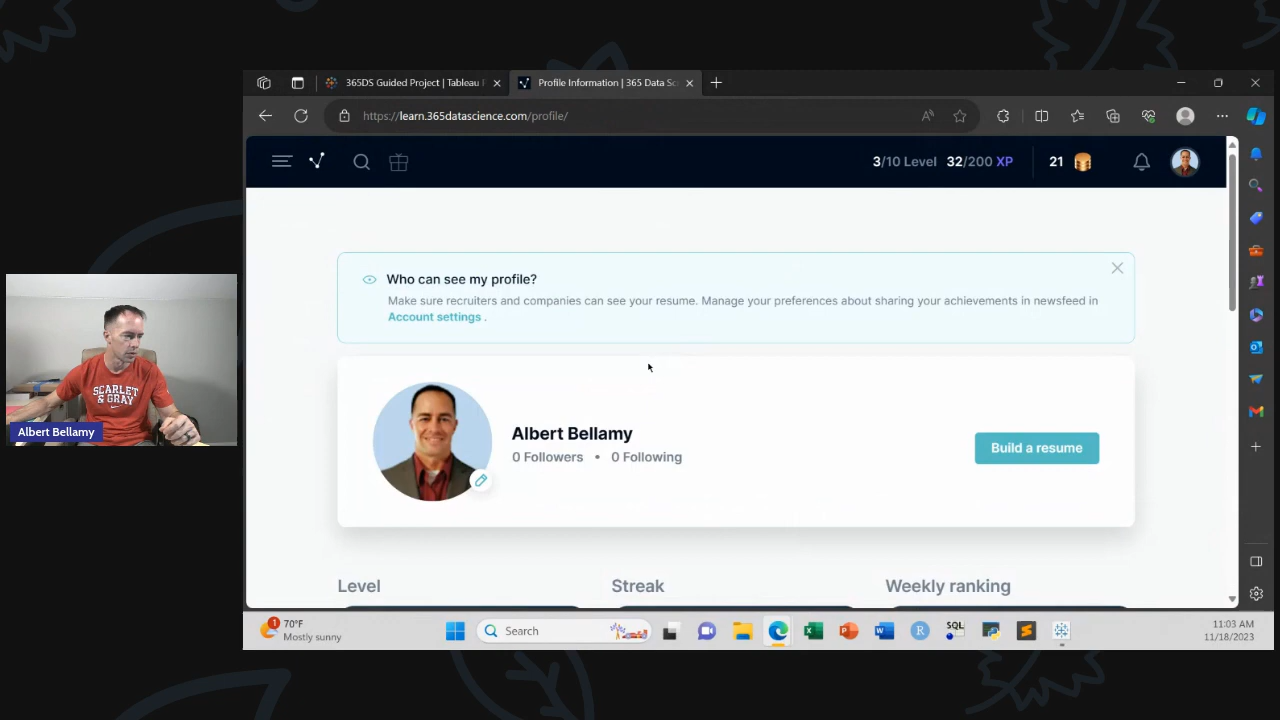 365DS Guided Project | Tableau
Profile Information | 365 Data Sc
https://learn.365datascience.com/profile/
3/10 Level 32/200 XP 21
Who can see my profile?
Make sure recruiters and companies can see your resume. Manage your preferences about sharing your achievements in newsfeed in
Account settings .
Albert Bellamy
0 Followers • 0 Following
Build a resume
Level
Streak
Weekly ranking
SCARLET
& GRAY
Albert Bellamy
1
70°F
Mostly sunny
Search
R
SQL
11:03 AM
11/18/2023